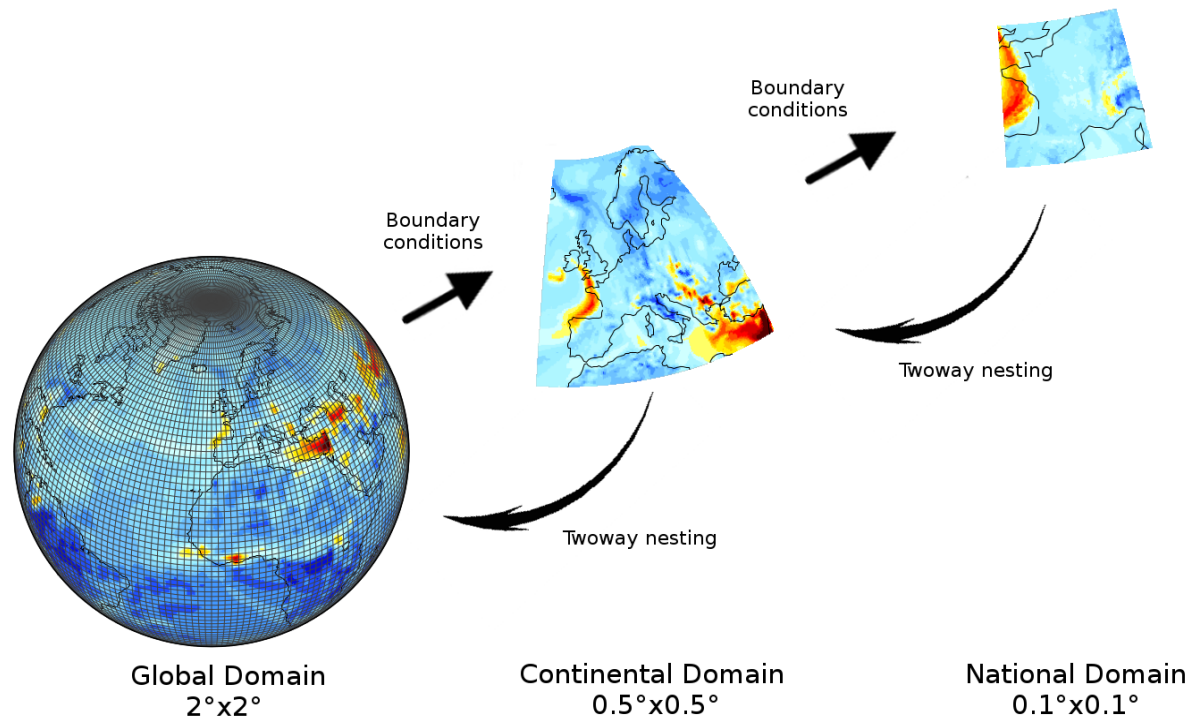 Boundary
conditions
Boundary
conditions
Twoway nesting
Twoway nesting
Global Domain
2°x2°
Continental Domain
0.5°x0.5°
National Domain
0.1°x0.1°